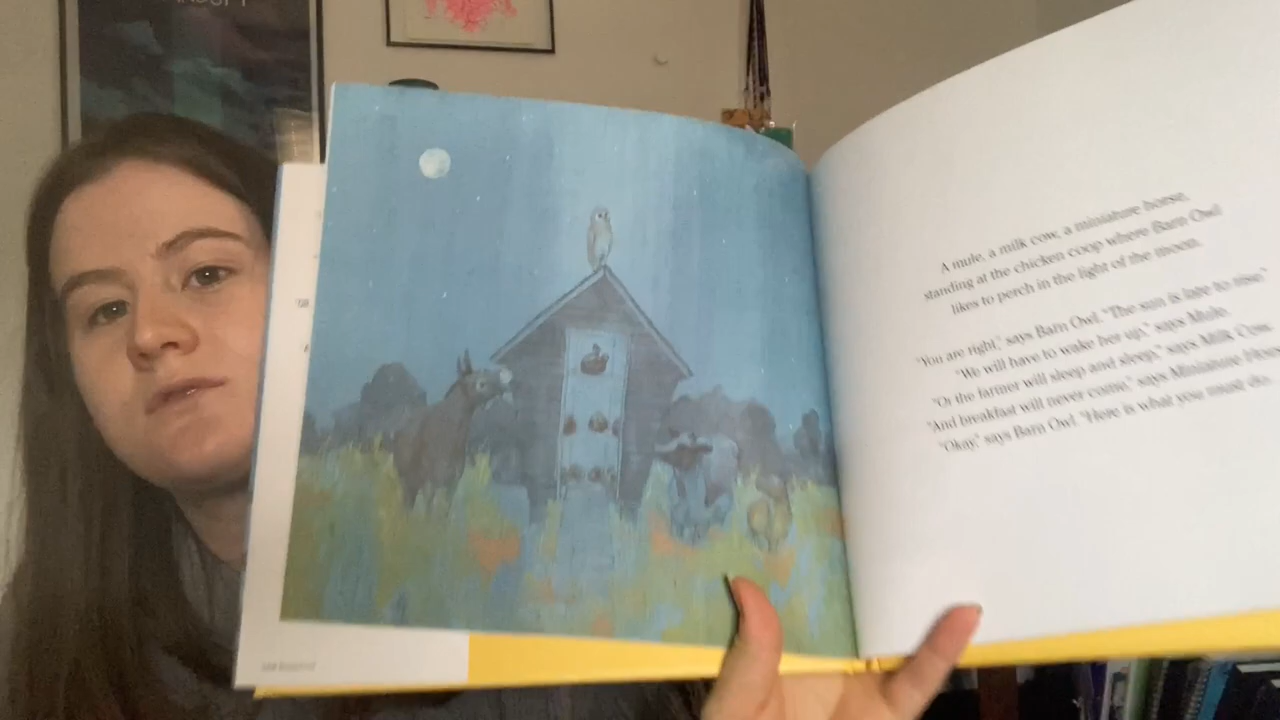 A mule, a milk cow, a miniature horse,
standing at the chicken coop where Barn Owl
likes to perch in the light of the moon.
"You are right," says Barn Owl. "The sun is late to rise."
"We will have to wake her up," says Mule.
"Or the farmer will sleep and sleep," says Milk Cow.
"And breakfast will never come," says Miniature Horse.
"Okay," says Barn Owl. "Here is what you must do.